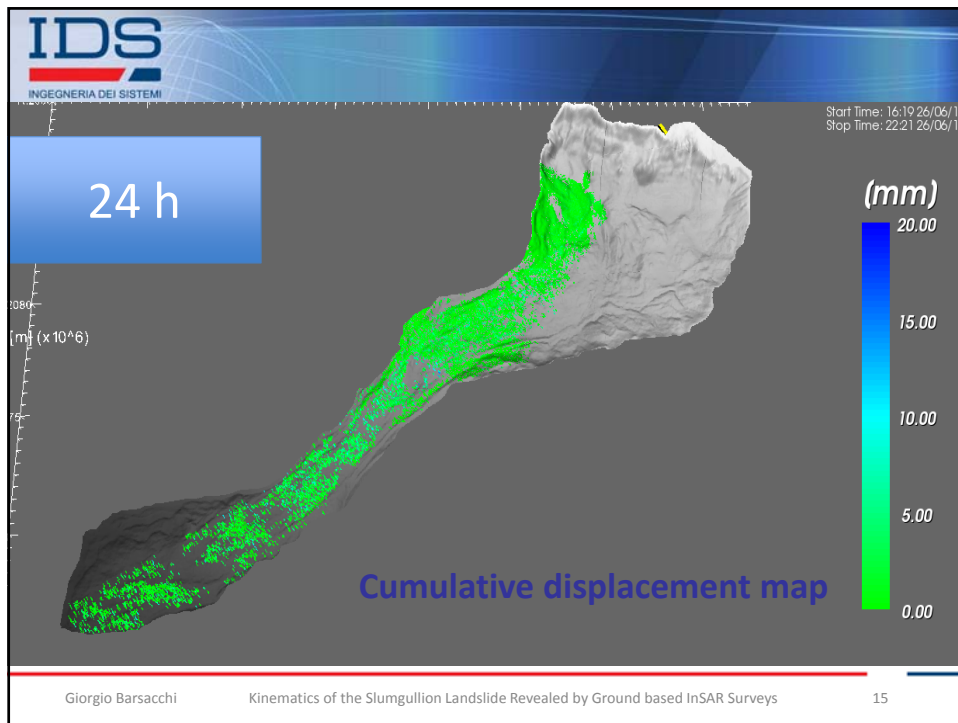 IDS
INGEGNERIA DEI SISTEMI
Start Time: 16:19 26/06/1
Stop Time: 22:21 26/06/1
24 h
(mm)
20.00
15.00
10.00
5.00
0.00
2080
[m] (x10^6)
75
Cumulative displacement map
Giorgio Barsacchi
Kinematics of the Slumgullion Landslide Revealed by Ground based InSAR Surveys
15